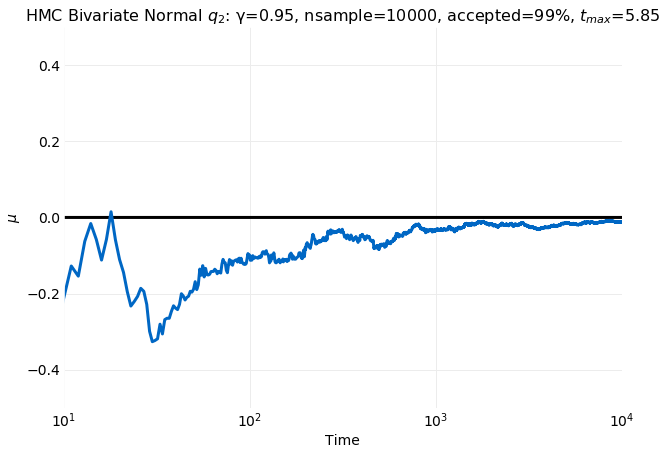 HMC Bivariate Normal q₂: γ=0.95, nsample=10000, accepted=99%, tₘₐₓ=5.85
0.4
0.2
0.0
−0.2
−0.4
μ
10¹ 10² 10³ 10⁴
Time